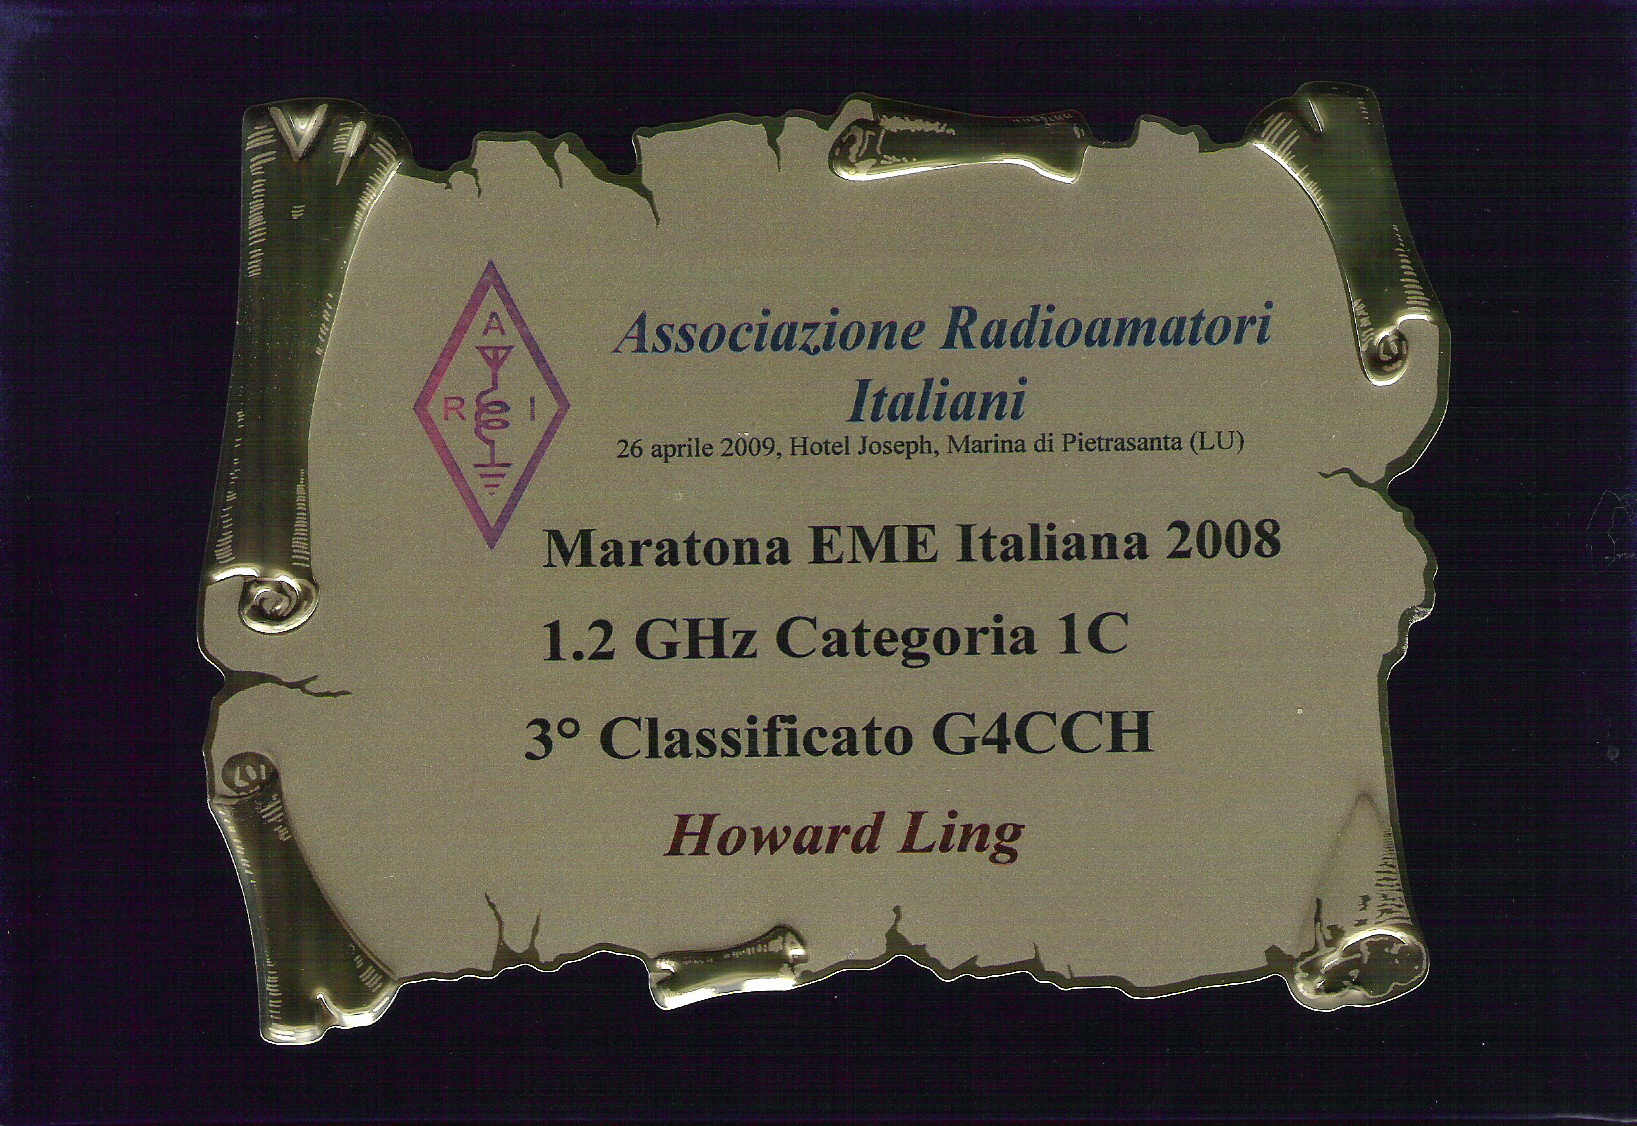 A
R I
Associazione Radioamatori
Italiani
26 aprile 2009, Hotel Joseph, Marina di Pietrasanta (LU)
Maratona EME Italiana 2008
1.2 GHz Categoria 1C
3° Classificato G4CCH
Howard Ling